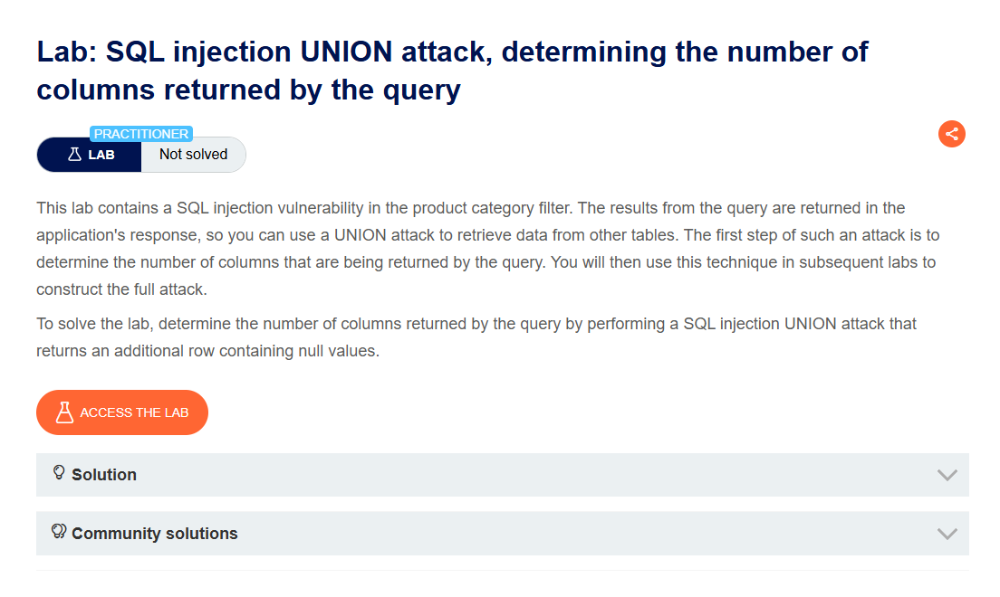 Lab: SQL injection UNION attack, determining the number of
columns returned by the query
PRACTITIONER
LAB
Not solved
This lab contains a SQL injection vulnerability in the product category filter. The results from the query are returned in the
application's response, so you can use a UNION attack to retrieve data from other tables. The first step of such an attack is to
determine the number of columns that are being returned by the query. You will then use this technique in subsequent labs to
construct the full attack.
To solve the lab, determine the number of columns returned by the query by performing a SQL injection UNION attack that
returns an additional row containing null values.
ACCESS THE LAB
Solution
Community solutions